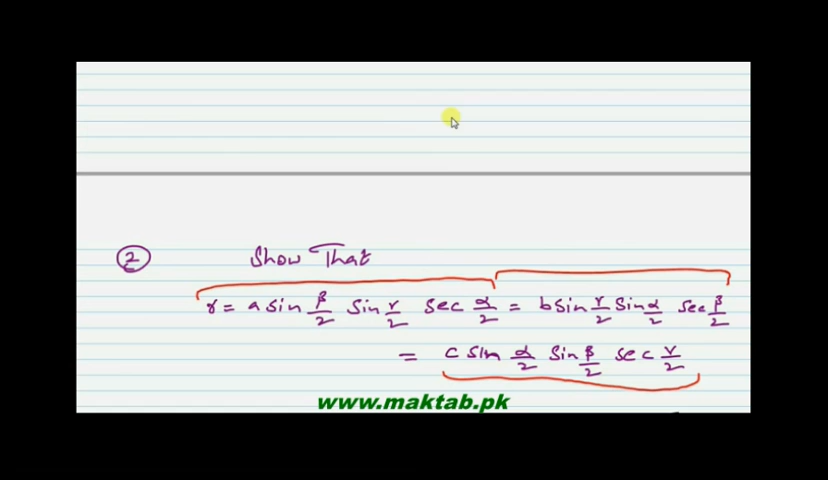 ② Show That
r = a sin β/2 sin γ/2 sec α/2 = b sin γ/2 sin α/2 sec β/2
= c sin α/2 sin β/2 sec γ/2
www.maktab.pk